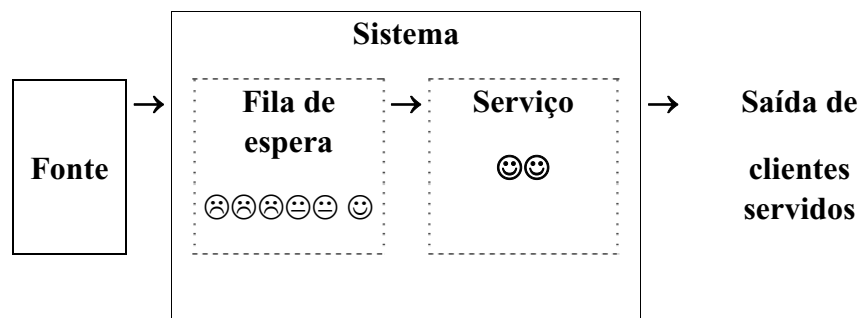 Sistema
Fonte
Fila de
espera
Serviço
Saída de
clientes
servidos